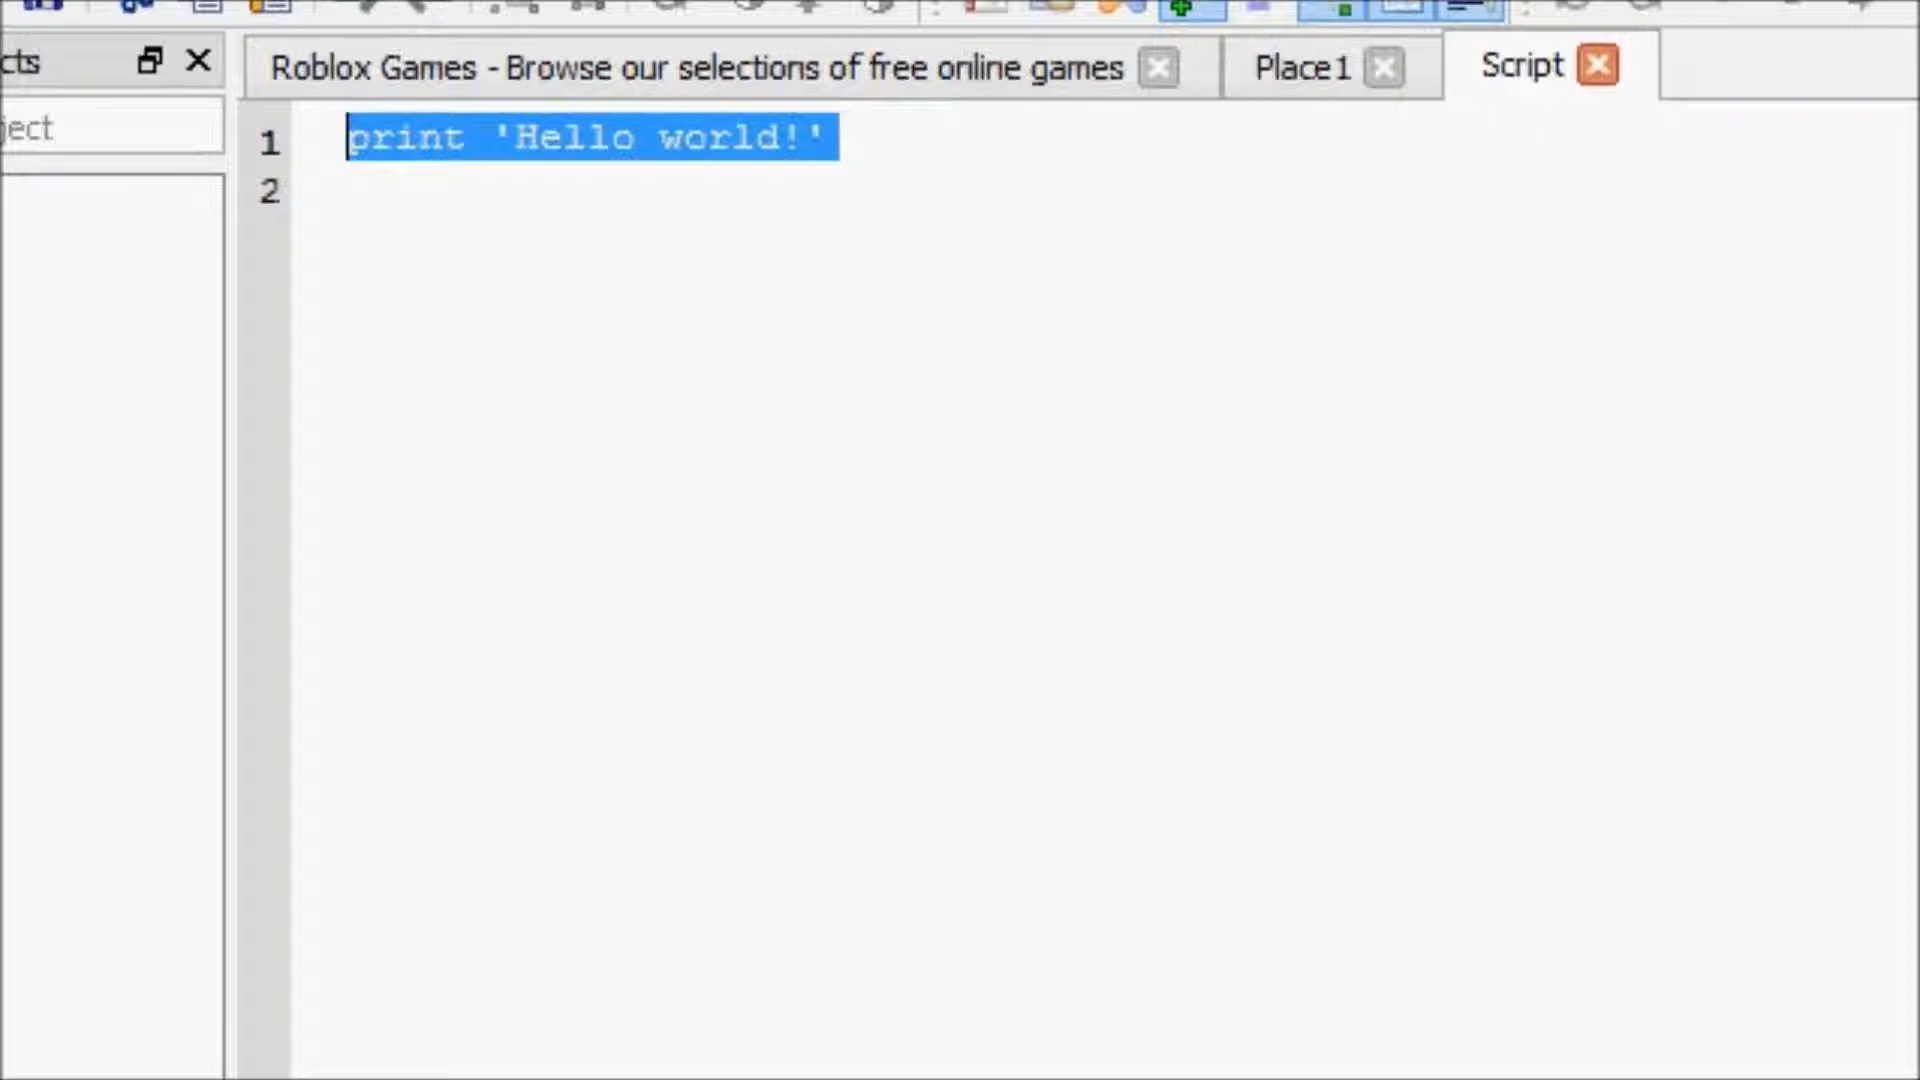 cts
ject
Roblox Games - Browse our selections of free online games
Place1
Script
1 print 'Hello world!'
2